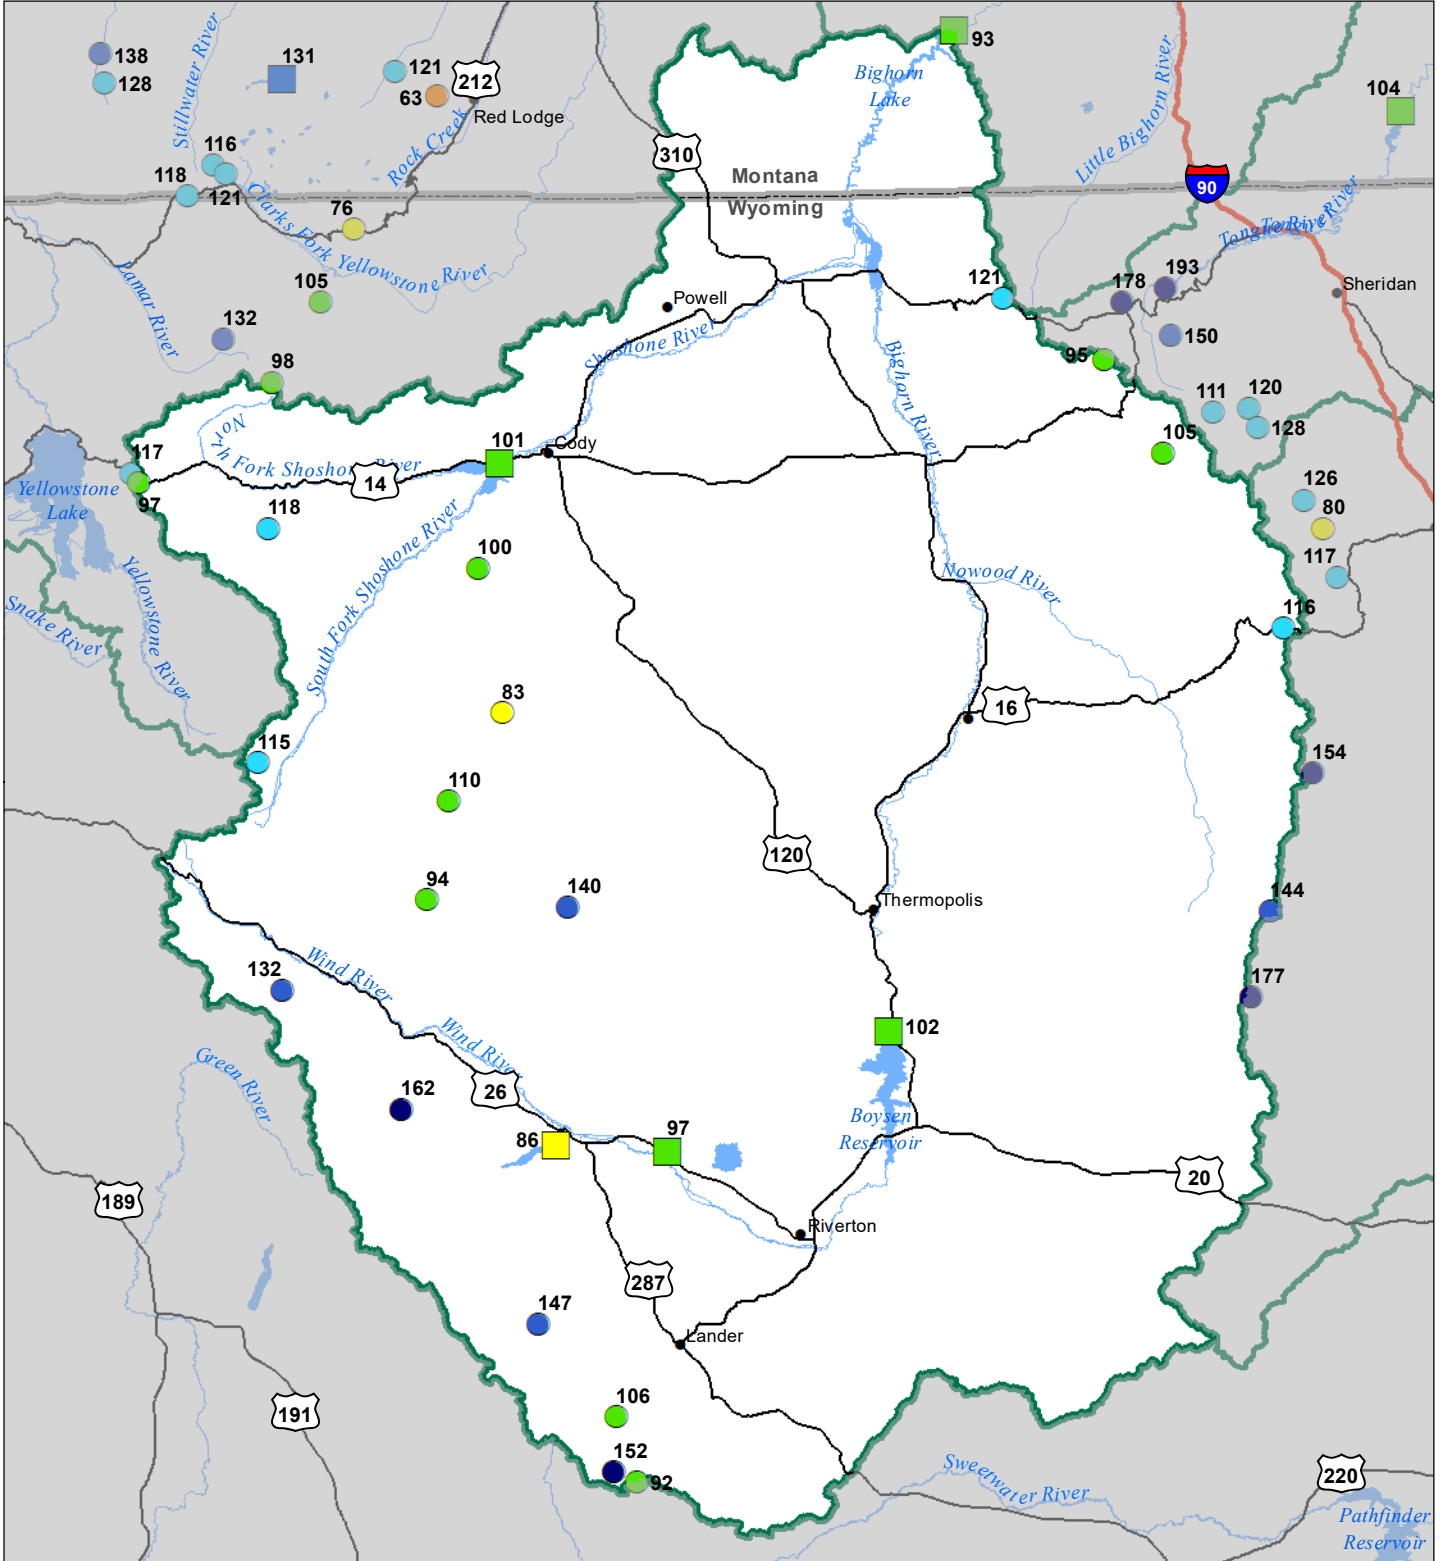 138
128
Stillwater River
131
121
63
212
Red Lodge
Rock Creek
93
Bighorn
Lake
Little Bighorn River
104
116
118
121
310
Montana
Wyoming
90
76
Clarks Fork Yellowstone River
Tongue River
Tongue River
105
Lamar River
132
98
Powell
Shoshone River
121
178
193
Sheridan
150
95
Bighorn River
111
120
128
105
North Fork Shoshone River
14
101
Cody
117
97
Yellowstone
Lake
118
South Fork Shoshone River
126
80
117
100
Nowood River
Yellowstone River
Snake River
116
83
16
115
154
110
120
94
140
Thermopolis
144
132
Wind River
177
102
Wind River
Green River
162
26
86
97
Boysen
Reservoir
20
189
Riverton
287
147
Lander
191
106
152
92
Sweetwater River
220
Pathfinder
Reservoir